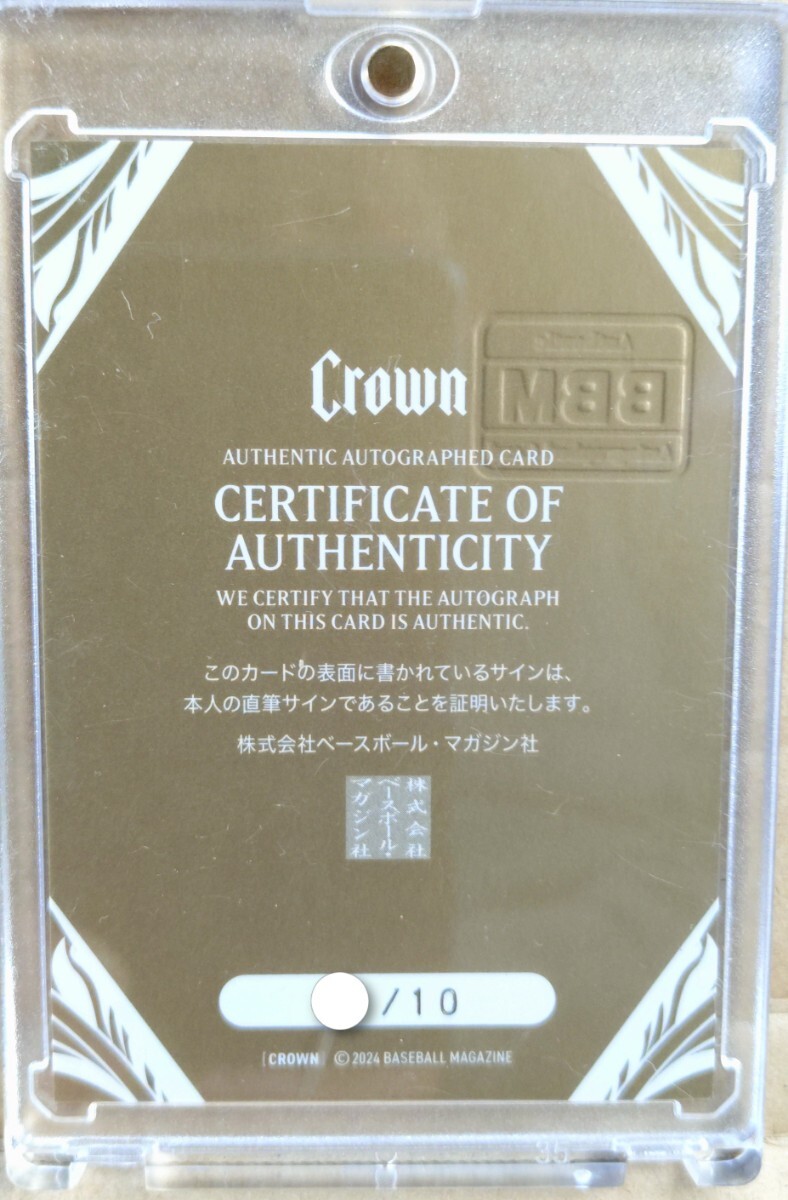 Crown
BBM
AUTHENTIC AUTOGRAPHED CARD
CERTIFICATE OF
AUTHENTICITY
WE CERTIFY THAT THE AUTOGRAPH
ON THIS CARD IS AUTHENTIC.
このカードの表面に書かれているサインは、
本人の直筆サインであることを証明いたします。
株式会社ベースボール・マガジン社
株式会社
ベースボール・
マガジン社
/10
CROWN ©2024 BASEBALL MAGAZINE
35